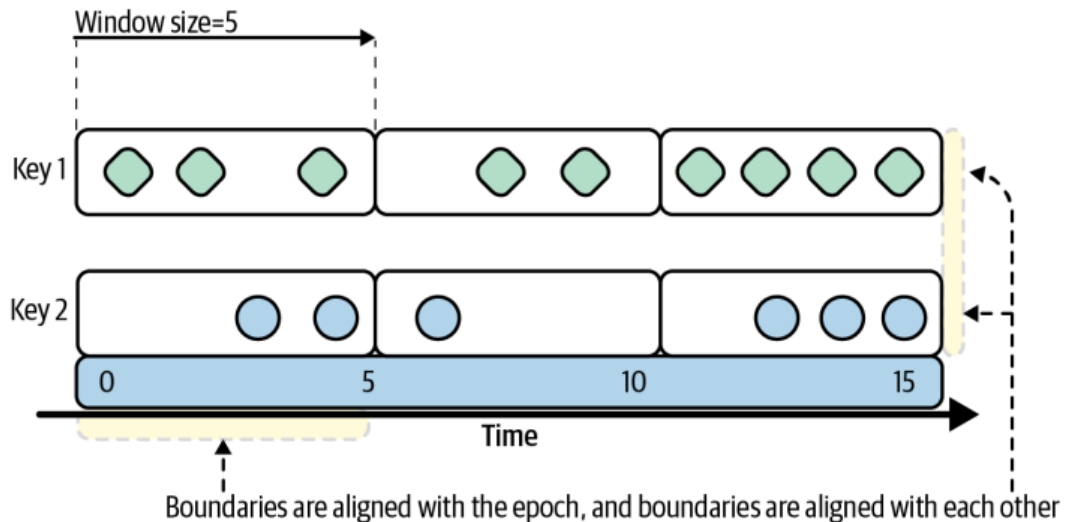 Window size=5
Key 1
Key 2
0 5 10 15
Time
Boundaries are aligned with the epoch, and boundaries are aligned with each other